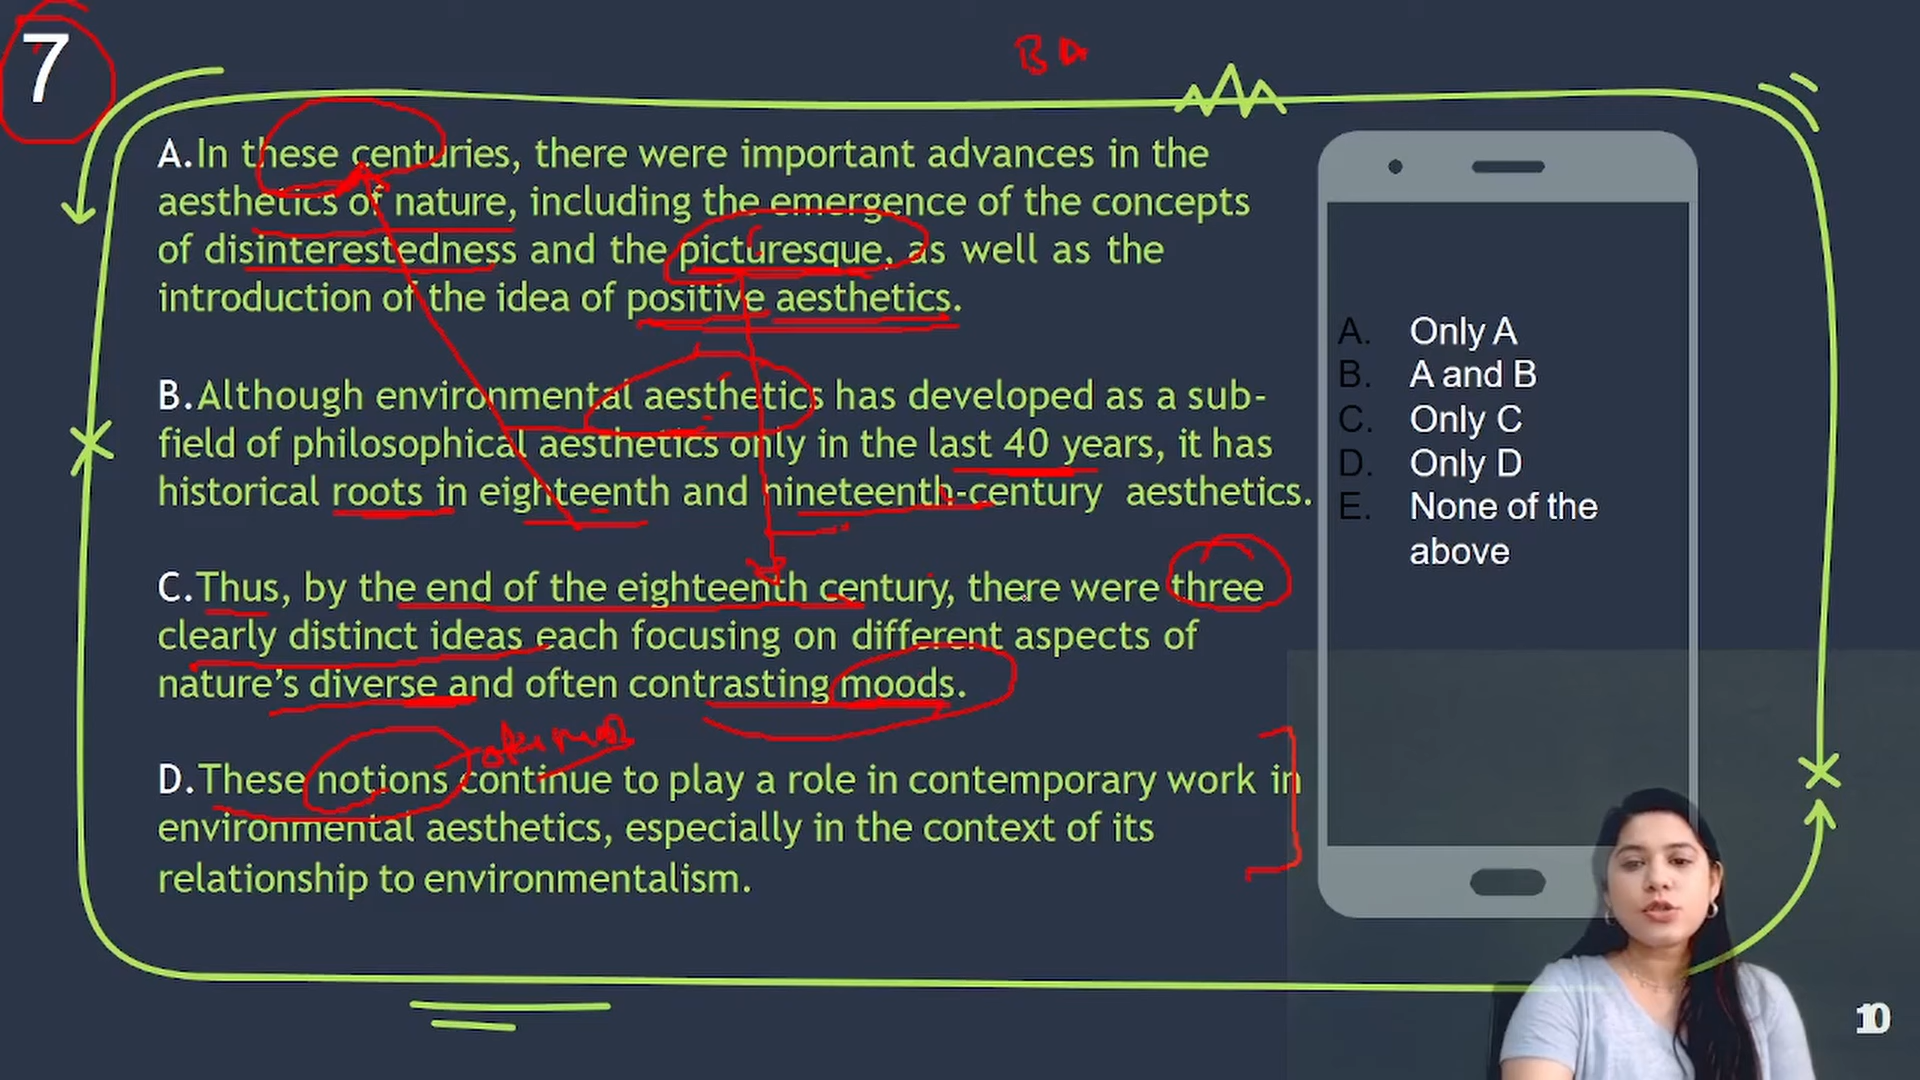 7
B A
A.In these centuries, there were important advances in the
aesthetics of nature, including the emergence of the concepts
of disinterestedness and the picturesque, as well as the
introduction of the idea of positive aesthetics.
B.Although environmental aesthetics has developed as a sub-
field of philosophical aesthetics only in the last 40 years, it has
historical roots in eighteenth and nineteenth-century aesthetics.
C.Thus, by the end of the eighteenth century, there were three
clearly distinct ideas each focusing on different aspects of
nature’s diverse and often contrasting moods.
D.These notions continue to play a role in contemporary work in
environmental aesthetics, especially in the context of its
relationship to environmentalism.
A. Only A
B. A and B
C. Only C
D. Only D
E. None of the
above
10